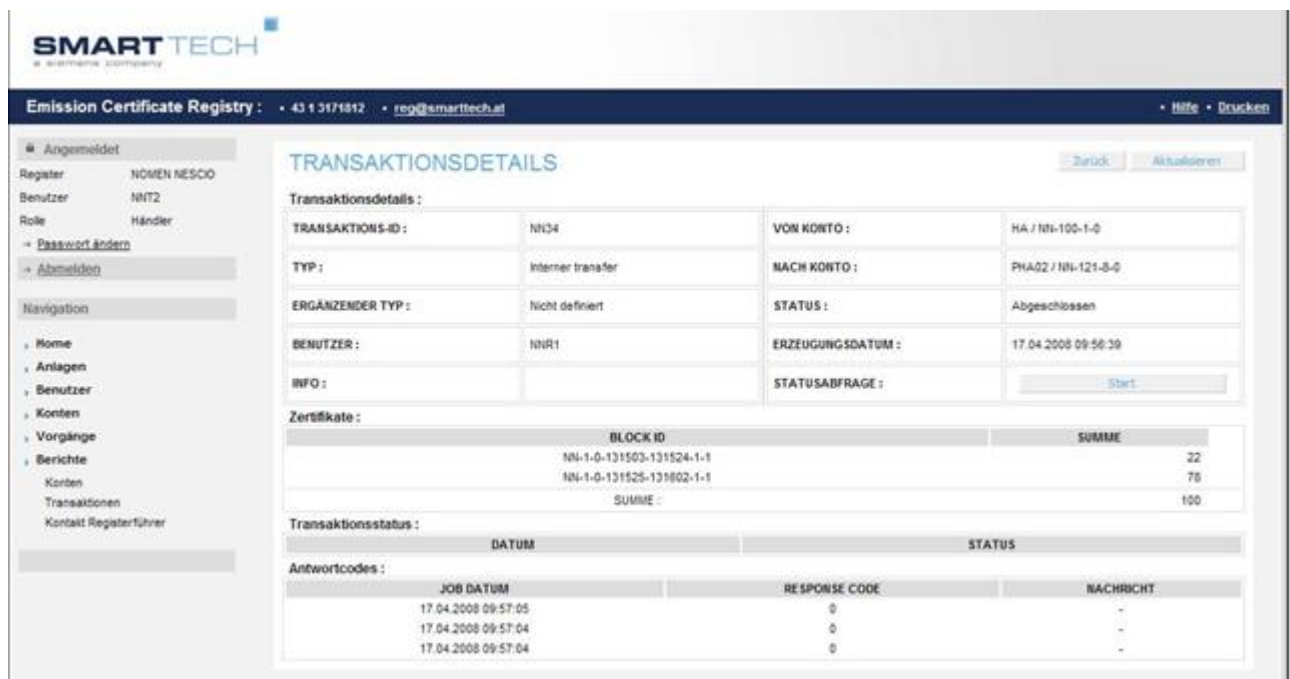 SMARTTECH
a siemens company
Emission Certificate Registry : • 43 1 3171812 • reg@smarttech.at • Hilfe • Drucken
Angemeldet
Register NOMEN NESCIO
Benutzer NNT2
Rolle Händler
→ Passwort ändern
→ Abmelden
Navigation
Home
Anlagen
Benutzer
Konten
Vorgänge
Berichte
Konten
Transaktionen
Kontakt Registerführer
TRANSAKTIONSDETAILS
Zurück Aktualisieren
Transaktionsdetails :
TRANSAKTIONS-ID : NN34 VON KONTO : HA / NN-100-1-0
TYP : Interner transfer NACH KONTO : PHA02 / NN-121-8-0
ERGÄNZENDER TYP : Nicht definiert STATUS : Abgeschlossen
BENUTZER : NNR1 ERZEUGUNGSDATUM : 17.04.2008 09:56:39
INFO : STATUSABFRAGE : Start
Zertifikate :
BLOCK ID SUMME
NN-1-0-131503-131524-1-1 22
NN-1-0-131525-131602-1-1 78
SUMME : 100
Transaktionsstatus :
DATUM STATUS
Antwortcodes :
JOB DATUM RESPONSE CODE NACHRICHT
17.04.2008 09:57:05 0 -
17.04.2008 09:57:04 0 -
17.04.2008 09:57:04 0 -